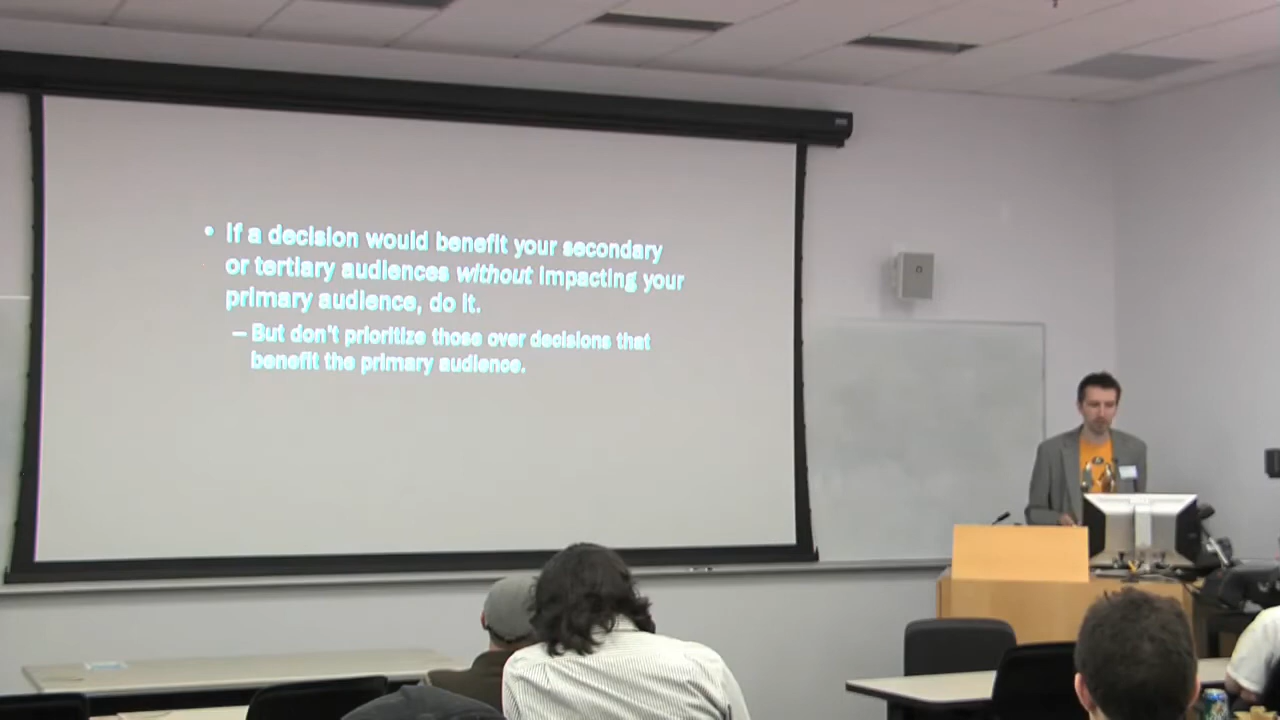 • If a decision would benefit your secondary
or tertiary audiences without impacting your
primary audience, do it.
– But don't prioritize those over decisions that
benefit the primary audience.